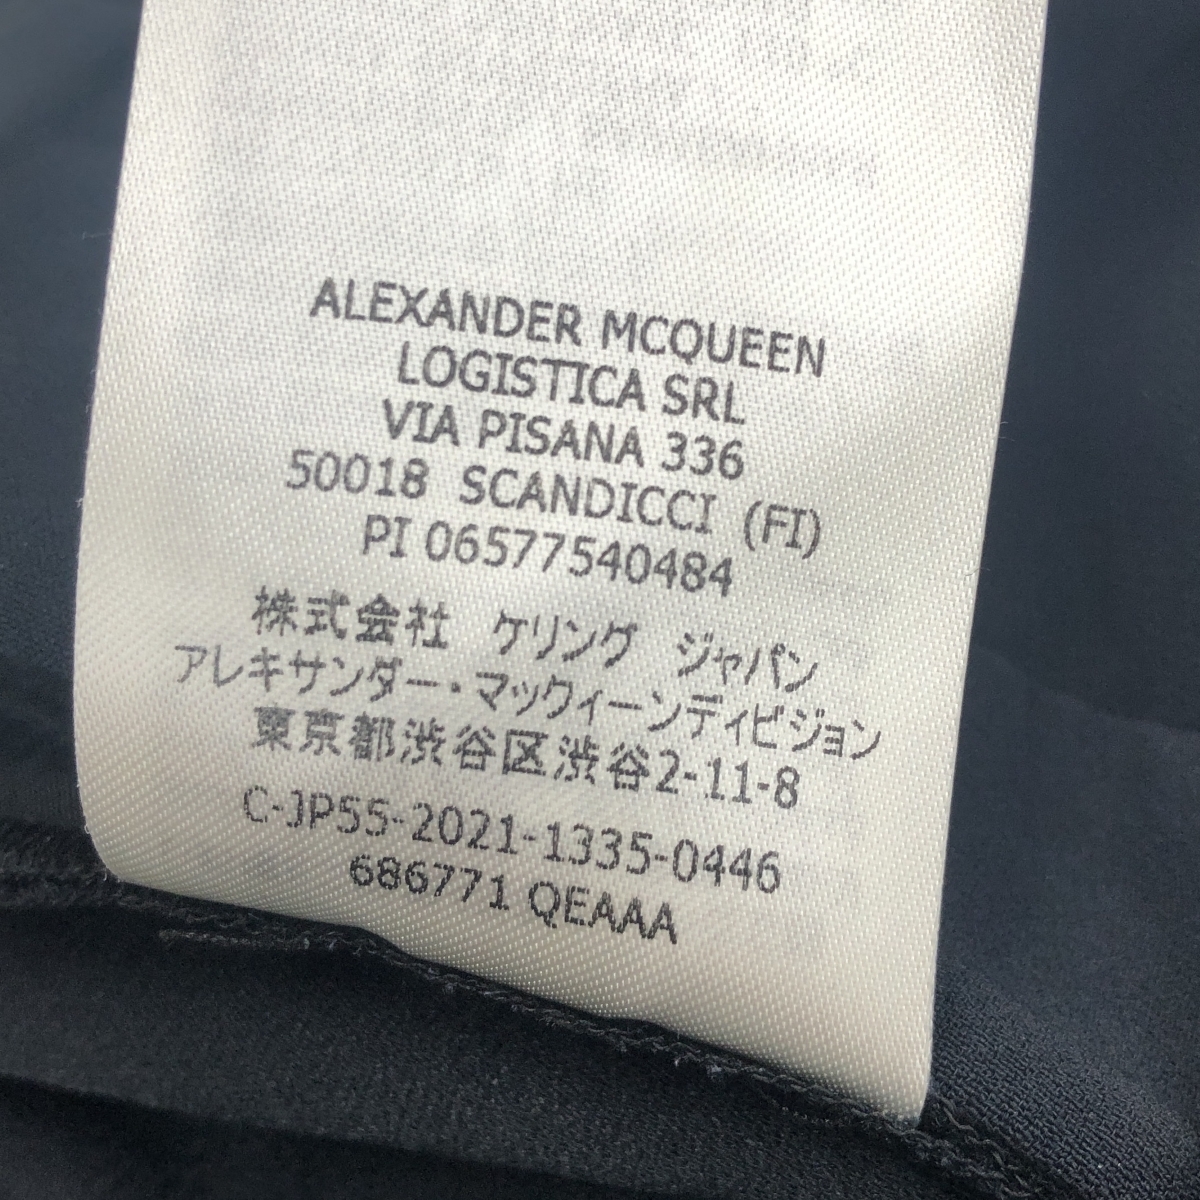 ALEXANDER MCQUEEN
LOGISTICA SRL
VIA PISANA 336
50018 SCANDICCI (FI)
PI 06577540484
株式会社 ケリング ジャパン
アレキサンダー・マックィーンディビジョン
東京都渋谷区渋谷2-11-8
C-JP55-2021-1335-0446
686771 QEAAA